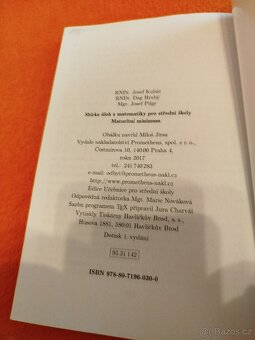 RNDr. Josef Kubát
RNDr. Dag Hrubý
Mgr. Josef Pilgr
Sbírka úloh z matematiky pro střední školy
Maturitní minimum
Obálku navrhl Miloš Jirsa
Vydalo nakladatelství Prometheus, spol. s r. o.,
Čestmírova 10, 140 00 Praha 4,
roku 2017
tel.: 241 740 283
e-mail: odbyt@prometheus-nakl.cz
http://www.prometheus-nakl.cz
Edice Učebnice pro střední školy
Odpovědná redaktorka Mgr. Marie Nováková
Sazbu programem TeX připravil Jura Charvát
Vytiskly Tiskárny Havlíčkův Brod, a. s.,
Husova 1881, 580 01 Havlíčkův Brod
Dotisk 1. vydání
95 31 142
ISBN 978-80-7196-030-0
Sbazar.cz